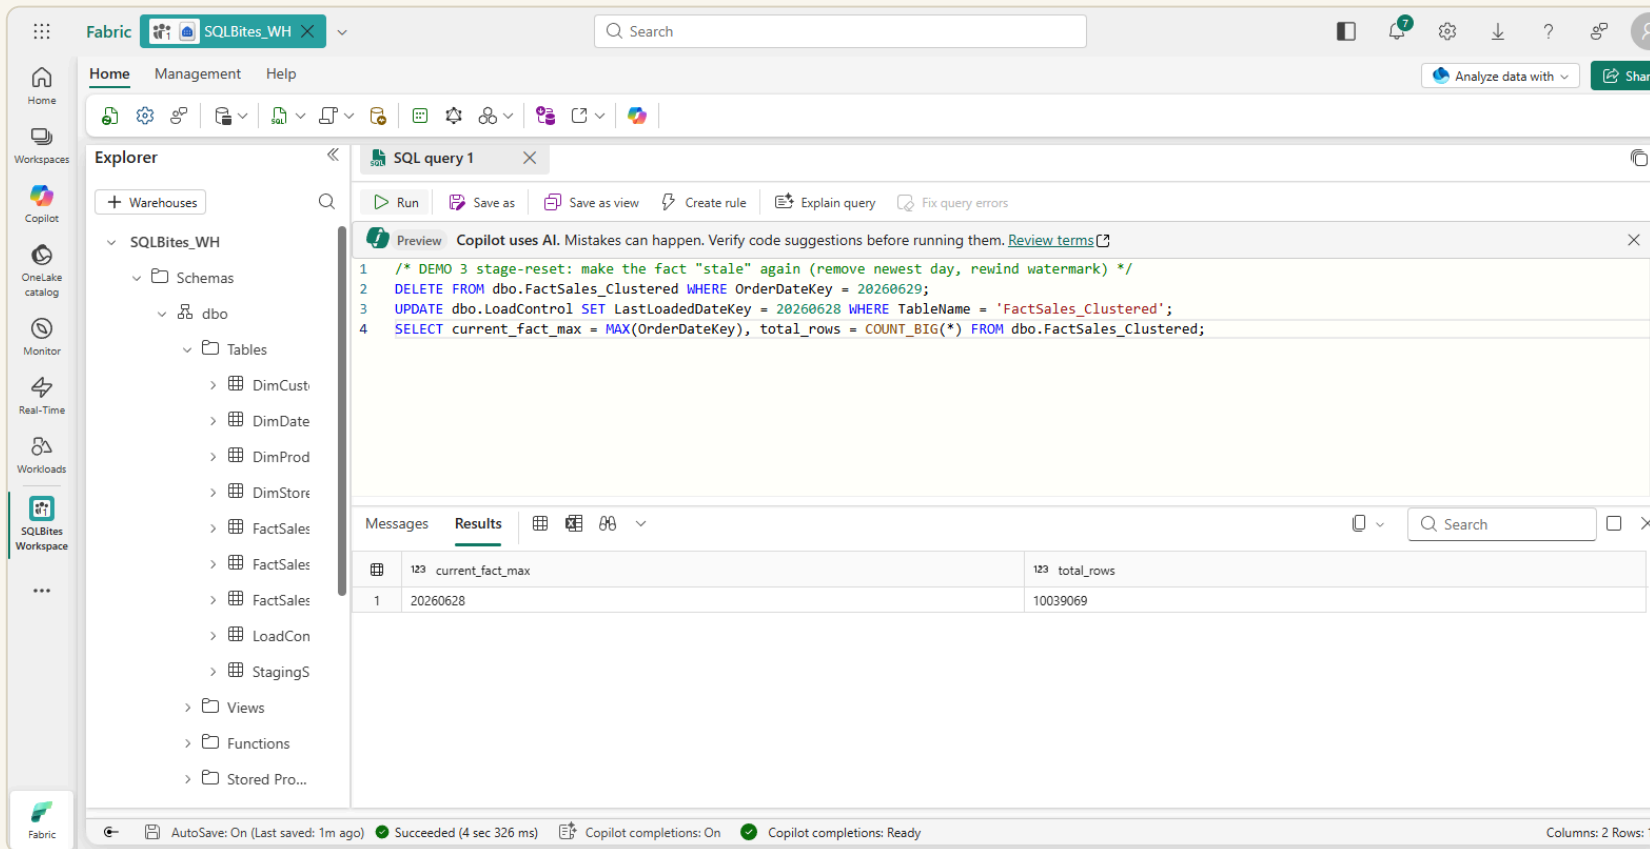 Fabric
SQLBites_WH
Search
7
Home
Management
Help
Analyze data with
Shar
Home
Workspaces
Copilot
OneLake
catalog
Monitor
Real-Time
Workloads
SQLBites
Workspace
Fabric
Explorer
Warehouses
SQLBites_WH
Schemas
dbo
Tables
DimCust
DimDate
DimProd
DimStore
FactSales
FactSales
FactSales
LoadCon
StagingS
Views
Functions
Stored Pro...
SQL query 1
Run
Save as
Save as view
Create rule
Explain query
Fix query errors
Preview Copilot uses AI. Mistakes can happen. Verify code suggestions before running them. Review terms
1 /* DEMO 3 stage-reset: make the fact "stale" again (remove newest day, rewind watermark) */
2 DELETE FROM dbo.FactSales_Clustered WHERE OrderDateKey = 20260629;
3 UPDATE dbo.LoadControl SET LastLoadedDateKey = 20260628 WHERE TableName = 'FactSales_Clustered';
4 SELECT current_fact_max = MAX(OrderDateKey), total_rows = COUNT_BIG(*) FROM dbo.FactSales_Clustered;
Messages
Results
Search
123 current_fact_max
123 total_rows
1 20260628 10039069
AutoSave: On (Last saved: 1m ago)
Succeeded (4 sec 326 ms)
Copilot completions: On
Copilot completions: Ready
Columns: 2 Rows: 1